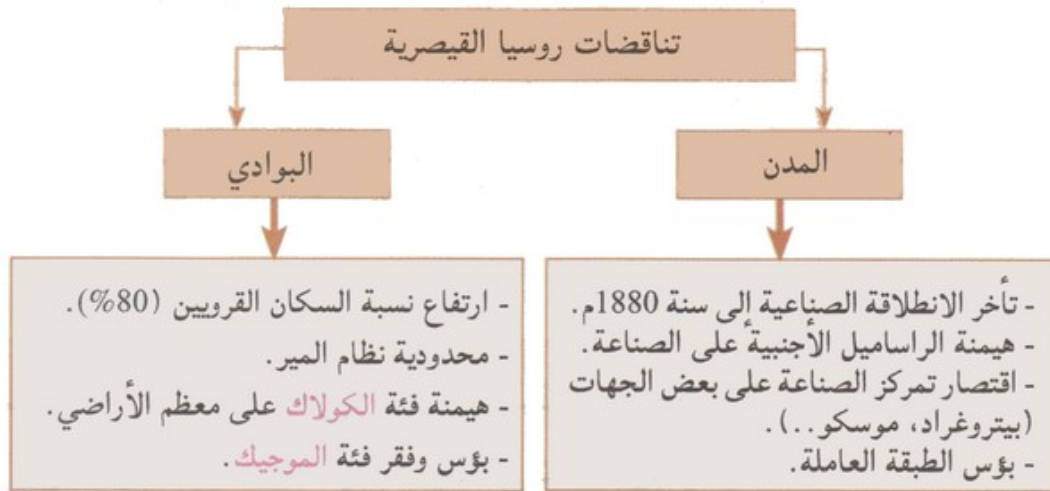 تناقضات روسيا القيصرية
المدن
- تأخر الانطلاقة الصناعية إلى سنة 1880م.
- هيمنة الراساميل الأجنبية على الصناعة.
- اقتصار تمركز الصناعة على بعض الجهات
(بيتروغراد، موسكو..).
- بؤس الطبقة العاملة.
البوادي
- ارتفاع نسبة السكان القرويين (80%).
- محدودية نظام المير.
- هيمنة فئة الكولاك على معظم الأراضي.
- بؤس وفقر فئة الموجيك.